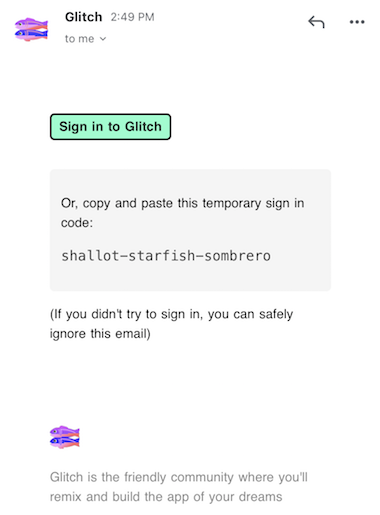 Glitch 2:49 PM
to me
Sign in to Glitch
Or, copy and paste this temporary sign in
code:
shallot-starfish-sombrero
(If you didn't try to sign in, you can safely
ignore this email)
Glitch is the friendly community where you'll
remix and build the app of your dreams